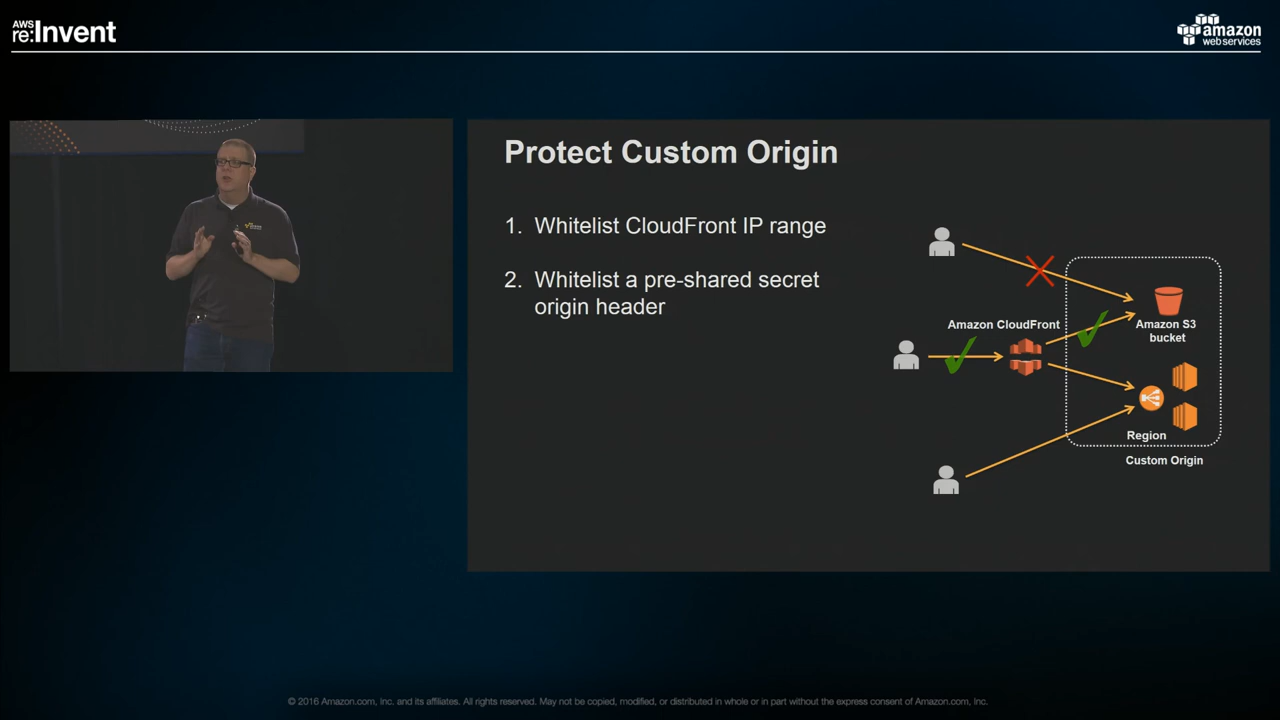 AWS
re:Invent
amazon
web services
Protect Custom Origin
1. Whitelist CloudFront IP range
2. Whitelist a pre-shared secret
origin header
Amazon CloudFront
Amazon S3
bucket
Region
Custom Origin
© 2016 Amazon.com, Inc. and its affiliates. All rights reserved. May not be copied, modified, or distributed in whole or in part without the express consent of Amazon.com, Inc.